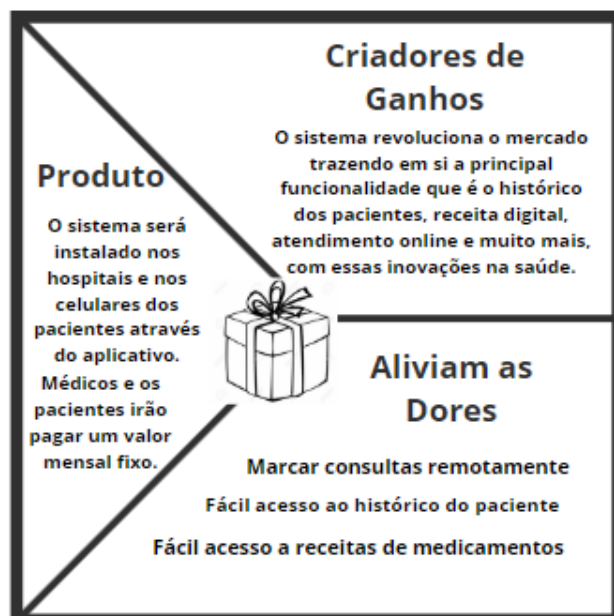 Criadores de
Ganhos
O sistema revoluciona o mercado
trazendo em si a principal
funcionalidade que é o histórico
dos pacientes, receita digital,
atendimento online e muito mais,
com essas inovações na saúde.
Produto
O sistema será
instalado nos
hospitais e nos
celulares dos
pacientes através
do aplicativo.
Médicos e os
pacientes irão
pagar um valor
mensal fixo.
Aliviam as
Dores
Marcar consultas remotamente
Fácil acesso ao histórico do paciente
Fácil acesso a receitas de medicamentos